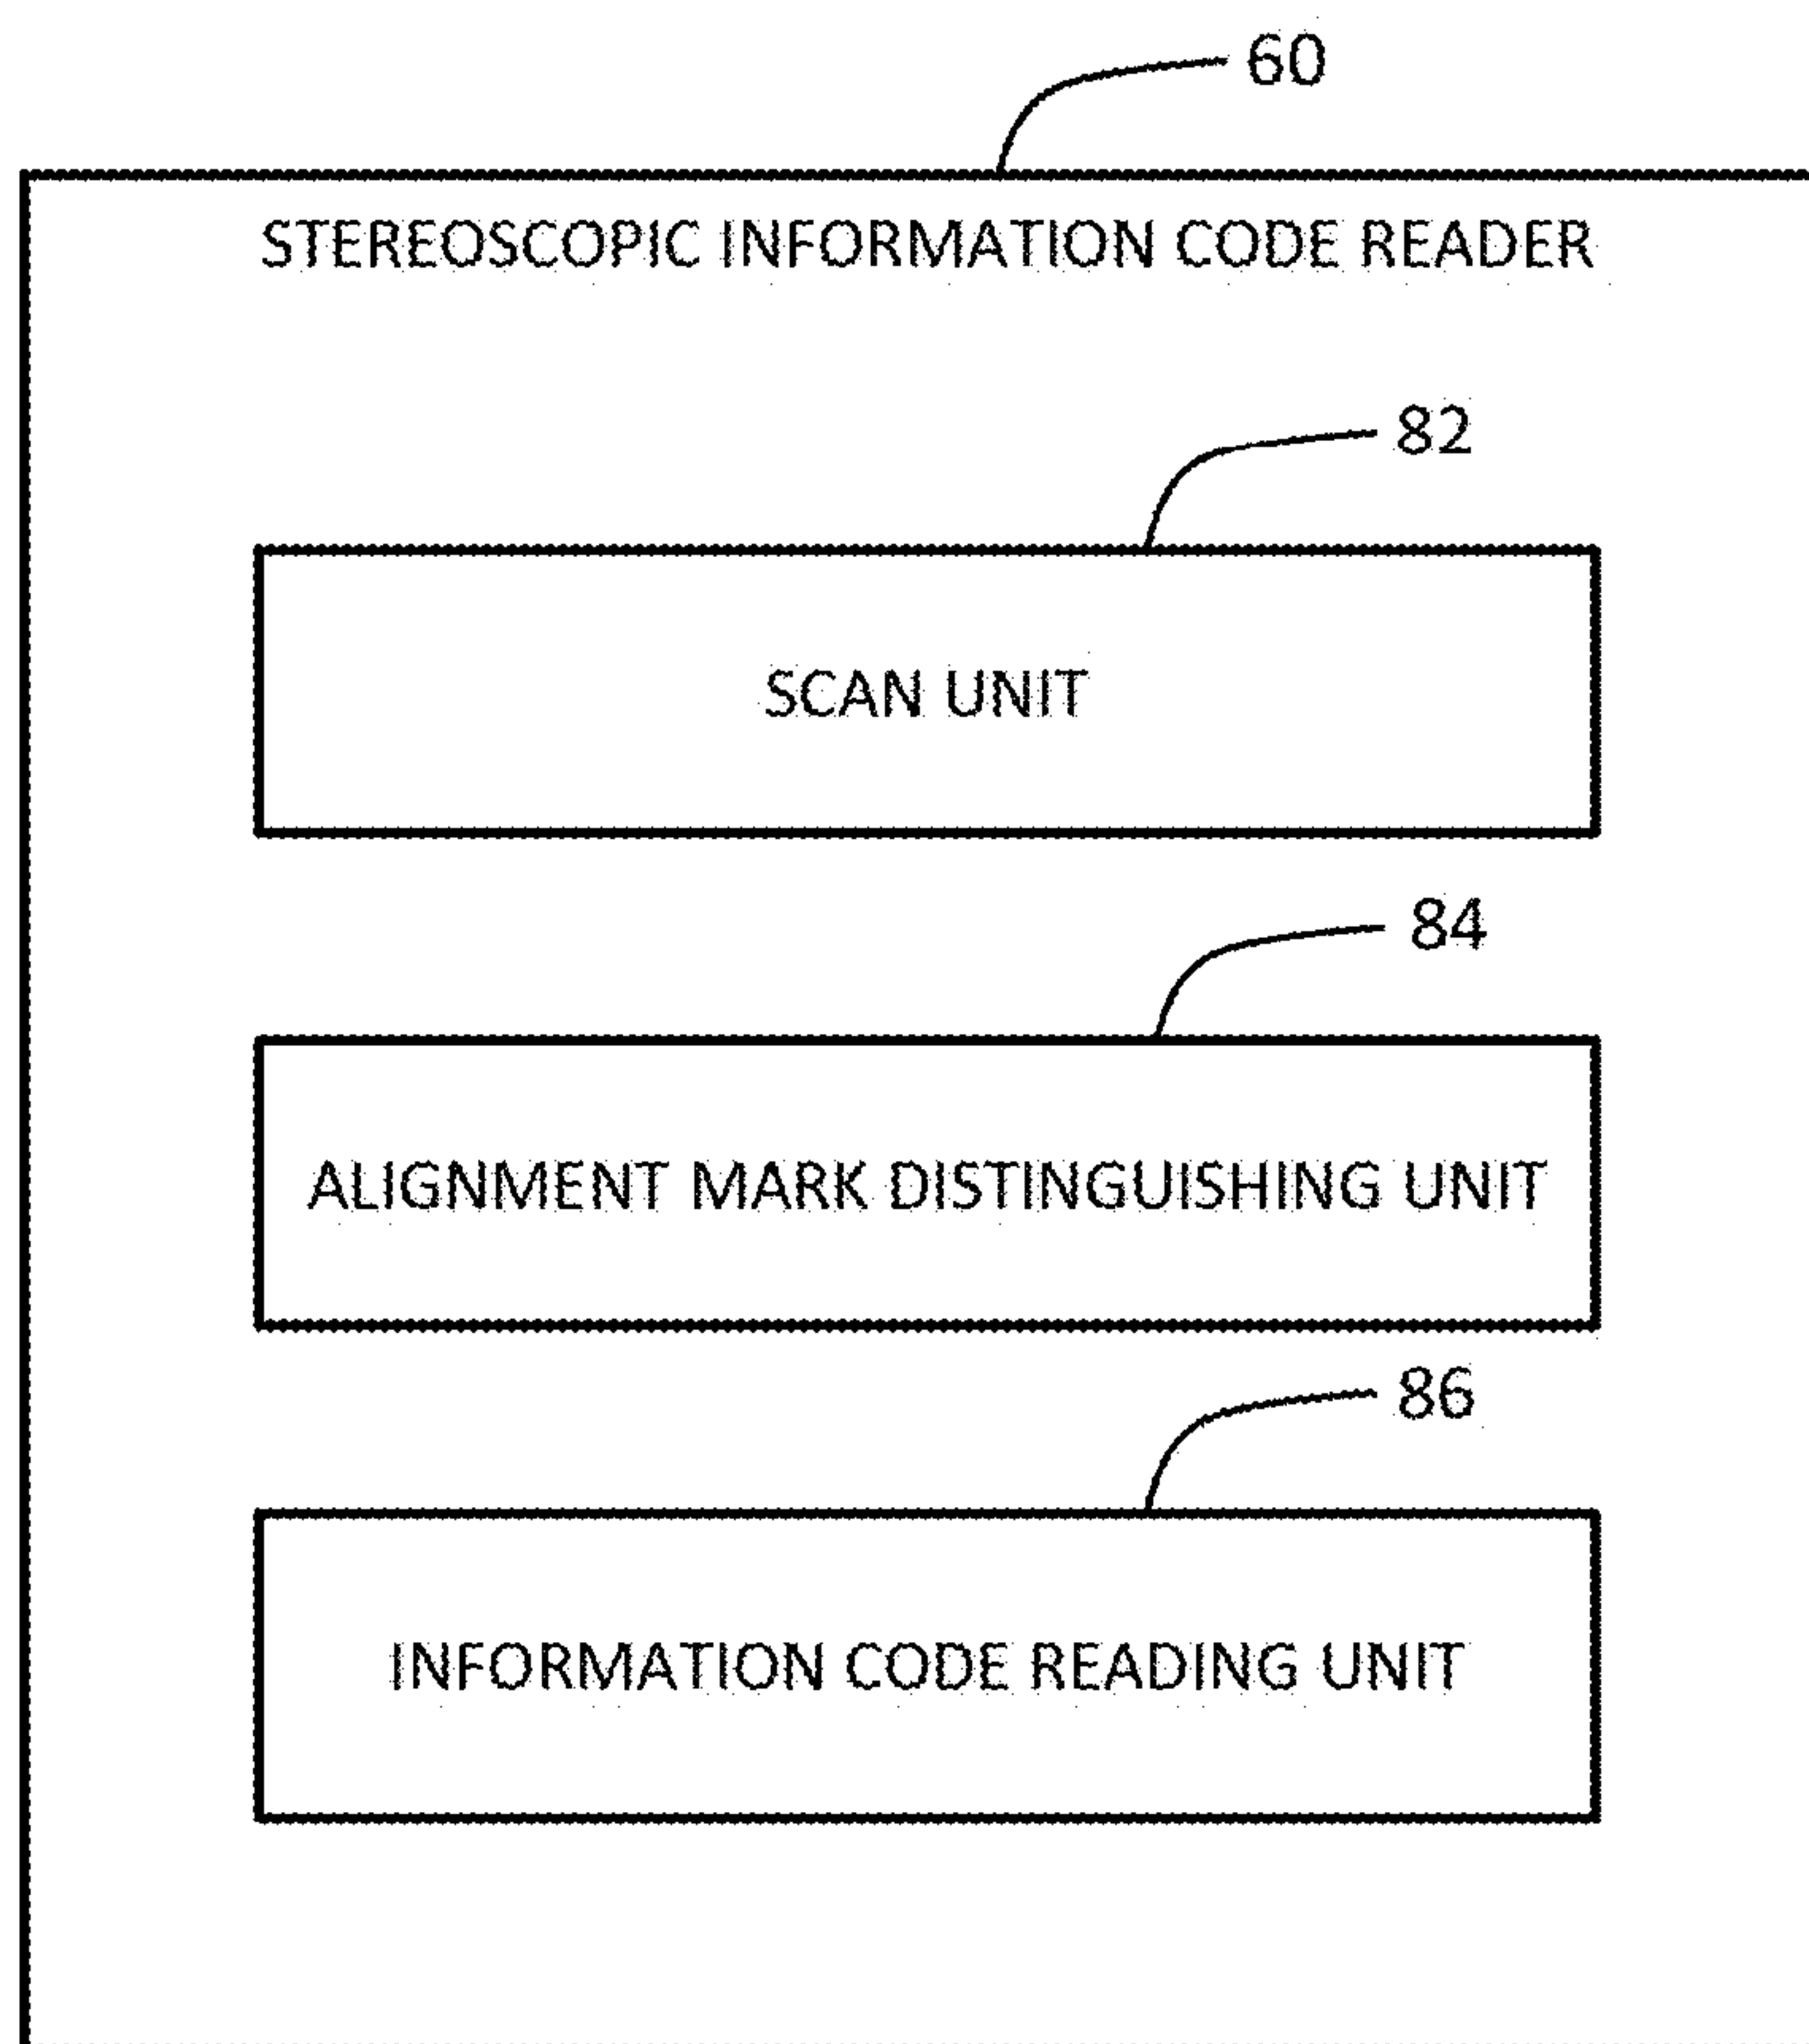 60
STEREOSCOPIC INFORMATION CODE READER
82
SCAN UNIT
84
ALIGNMENT MARK DISTINGUISHING UNIT
86
INFORMATION CODE READING UNIT